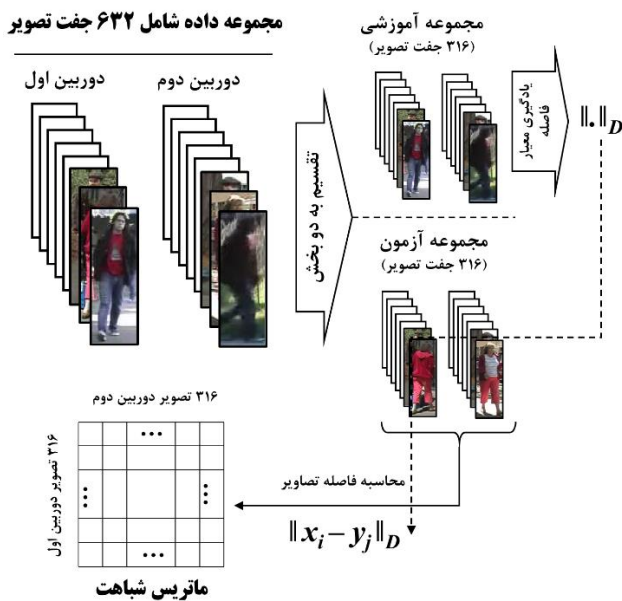 مجموعه داده شامل ۶۳۲ جفت تصویر
دوربین اول
دوربین دوم
تقسیم به دو بخش
مجموعه آموزشی
(۳۱۶ جفت تصویر)
یادگیری معیار
فاصله
‖.‖D
مجموعه آزمون
(۳۱۶ جفت تصویر)
محاسبه فاصله تصاویر
‖xi − yj‖D
۳۱۶ تصویر دوربین دوم
۳۱۶ تصویر دوربین اول
ماتریس شباهت